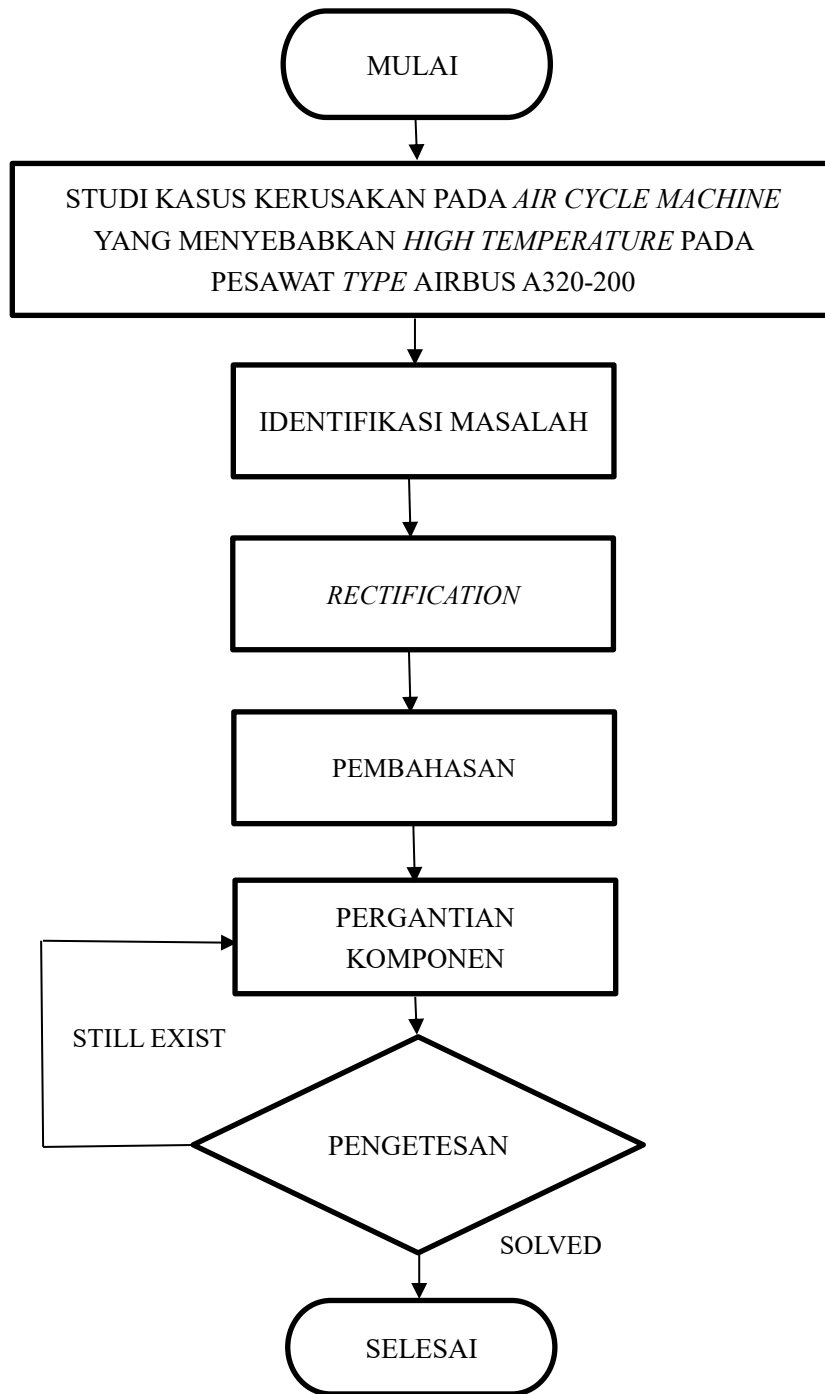 MULAI
STUDI KASUS KERUSAKAN PADA AIR CYCLE MACHINE
YANG MENYEBABKAN HIGH TEMPERATURE PADA
PESAWAT TYPE AIRBUS A320-200
IDENTIFIKASI MASALAH
RECTIFICATION
PEMBAHASAN
PERGANTIAN
KOMPONEN
STILL EXIST
PENGETESAN
SOLVED
SELESAI